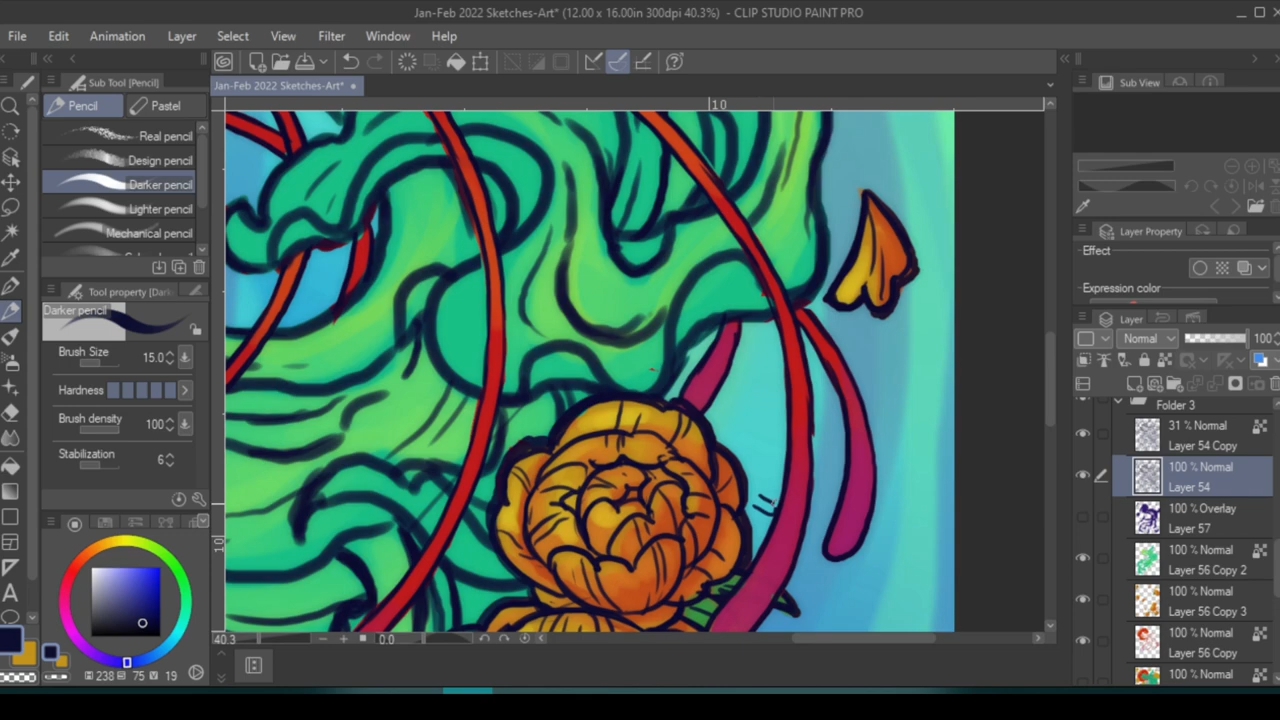 Jan-Feb 2022 Sketches-Art* (12.00 x 16.00in 300dpi 40.3%) - CLIP STUDIO PAINT PRO
File Edit Animation Layer Select View Filter Window Help
Sub Tool [Pencil]
Jan-Feb 2022 Sketches-Art*
Sub View
Pencil Pastel
10
Real pencil
Design pencil
Darker pencil
Lighter pencil
Mechanical pencil
Layer Property
Effect
Expression color
Tool property [Dark
Darker pencil
Layer
Normal 100
Brush Size 15.0
Hardness
Brush density 100
Stabilization 6
Folder 3
31 % Normal
Layer 54 Copy
100 % Normal
Layer 54
100 % Overlay
Layer 57
100 % Normal
Layer 56 Copy 2
100 % Normal
Layer 56 Copy 3
100 % Normal
Layer 56 Copy
100 % Normal
10
40.3 0.0
H 238 S 75 V 19